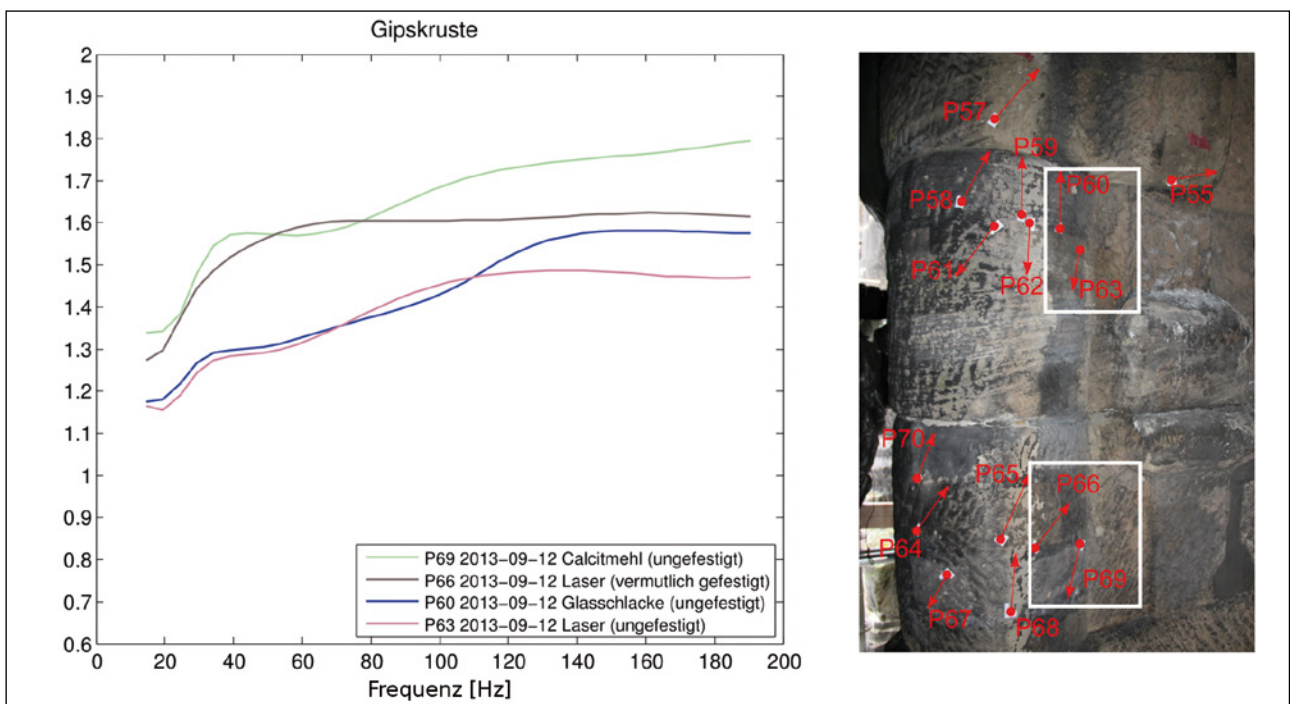 Gipskruste
2
1.9
1.8
1.7
1.6
1.5
1.4
1.3
1.2
1.1
1
0.9
0.8
0.7
0.6
0 20 40 60 80 100 120 140 160 180 200
Frequenz [Hz]
P69 2013-09-12 Calcitmehl (ungefestigt)
P66 2013-09-12 Laser (vermutlich gefestigt)
P60 2013-09-12 Glasschlacke (ungefestigt)
P63 2013-09-12 Laser (ungefestigt)
P57
P59
P58
P60
P55
P61
P62
P63
P70
P65
P66
P64
P69
P67
P68